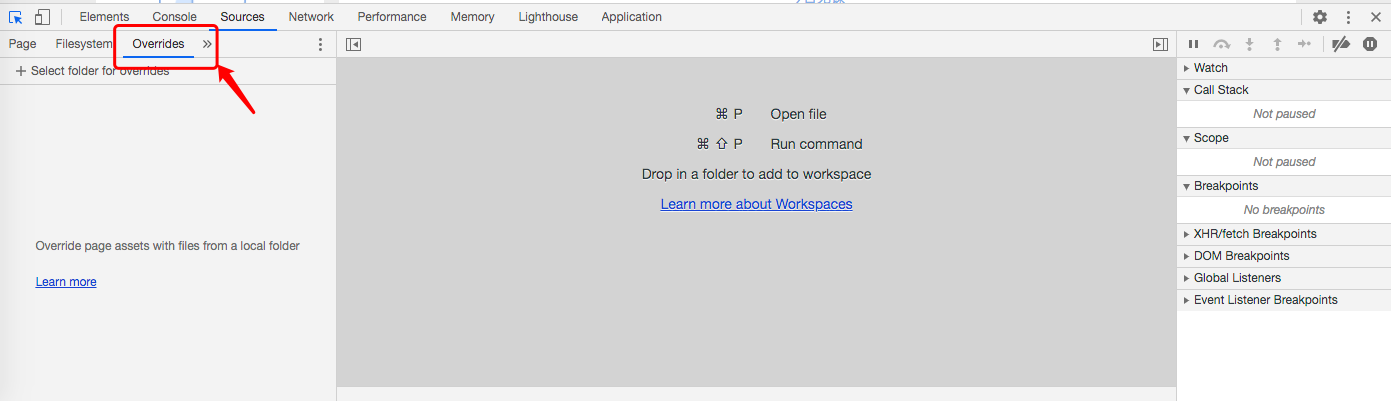 Elements Console Sources Network Performance Memory Lighthouse Application
Page Filesystem Overrides »
+ Select folder for overrides
Override page assets with files from a local folder
Learn more
⌘ P Open file
⌘ ⇧ P Run command
Drop in a folder to add to workspace
Learn more about Workspaces
Watch
Call Stack
Not paused
Scope
Not paused
Breakpoints
No breakpoints
XHR/fetch Breakpoints
DOM Breakpoints
Global Listeners
Event Listener Breakpoints